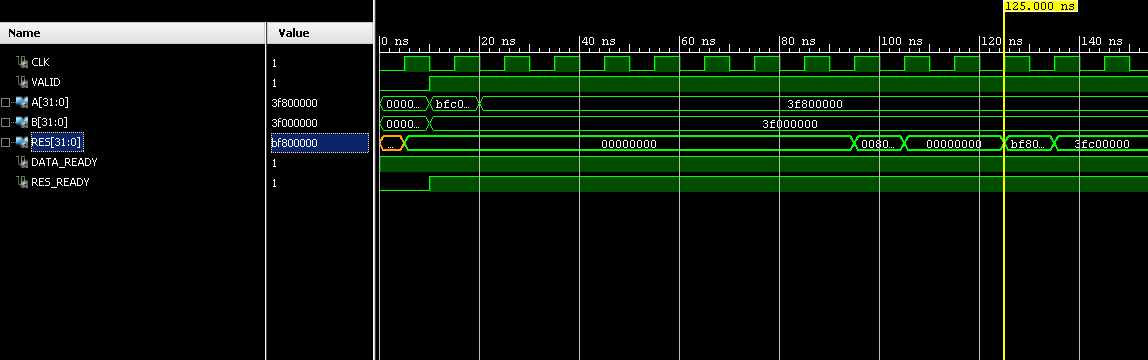 125.000 ns
Name Value
0 ns 20 ns 40 ns 60 ns 80 ns 100 ns 120 ns 140 ns
CLK 1
VALID 1
A[31:0] 3f800000 0000... bfc0... 3f800000
B[31:0] 3f000000 0000... 3f000000
RES[31:0] bf800000 ... 00000000 0080... 00000000 bf80... 3fc00000
DATA_READY 1
RES_READY 1